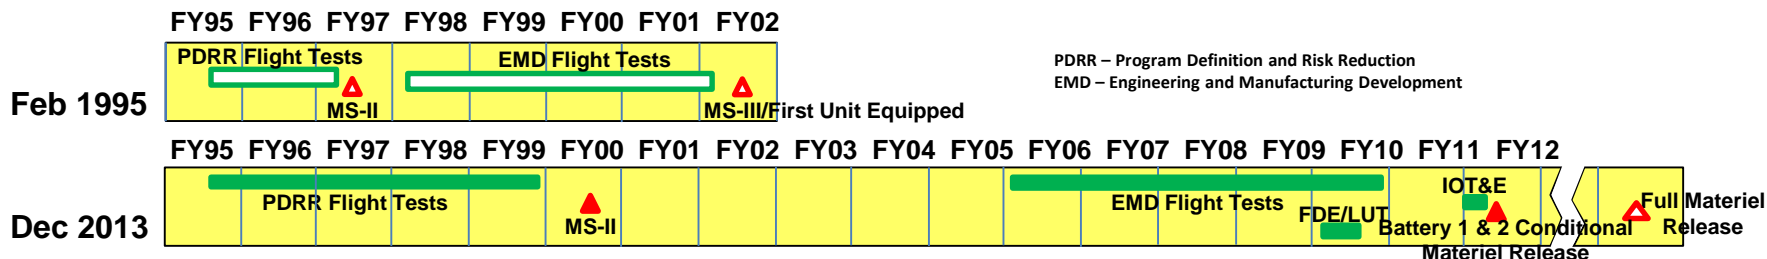 FY95 FY96 FY97 FY98 FY99 FY00 FY01 FY02
PDRR Flight Tests
EMD Flight Tests
PDRR – Program Definition and Risk Reduction
EMD – Engineering and Manufacturing Development
Feb 1995
MS-II
MS-III/First Unit Equipped
FY95 FY96 FY97 FY98 FY99 FY00 FY01 FY02 FY03 FY04 FY05 FY06 FY07 FY08 FY09 FY10 FY11 FY12
Dec 2013
PDRR Flight Tests
MS-II
EMD Flight Tests
FDE/LUT
IOT&E
Battery 1 & 2 Conditional
Materiel Release
Full Materiel
Release